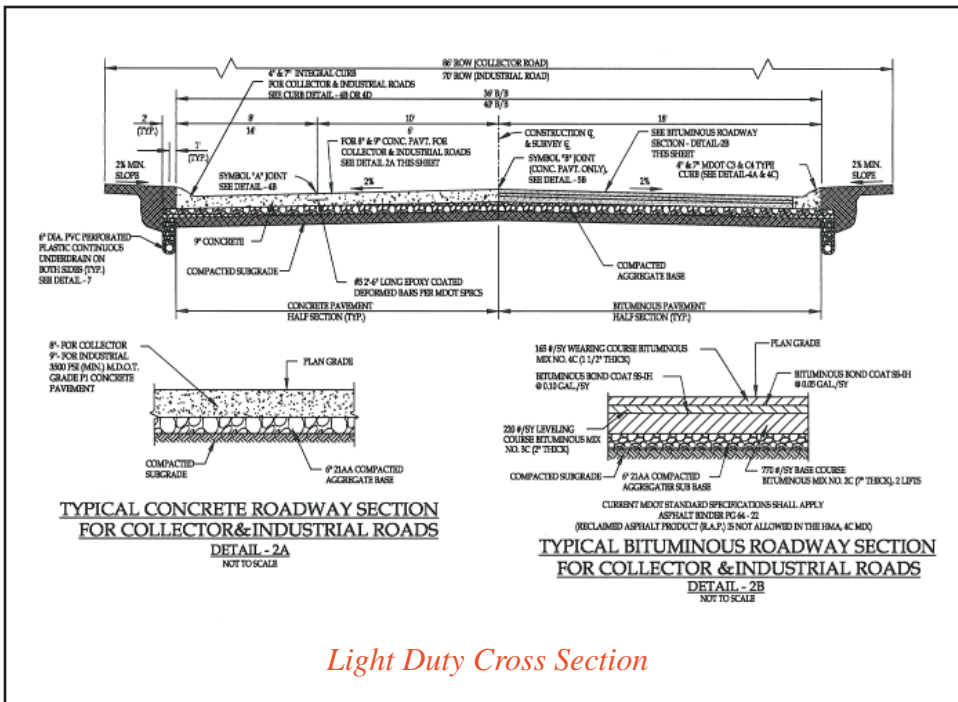 86' ROW (COLLECTOR ROAD)
70' ROW (INDUSTRIAL ROAD)
4" & 7" INTEGRAL CURB
FOR COLLECTOR & INDUSTRIAL ROADS
SEE CURB DETAIL - 4B OR 4D
36' B/B
40' B/B
2'
(TYP.)
8'
14'
10'
6'
18'
1'
(TYP.)
FOR 8" & 9" CONC. PAVT. FOR
COLLECTOR & INDUSTRIAL ROADS
SEE DETAIL 2A THIS SHEET
CONSTRUCTION ℄
& SURVEY ℄
SEE BITUMINOUS ROADWAY
SECTION - DETAIL-2B
THIS SHEET
2% MIN.
SLOPE
SYMBOL "A" JOINT
SEE DETAIL - 4B
2%
SYMBOL "B" JOINT
(CONC. PAVT ONLY),
SEE DETAIL - 5B
4" & 7" MDOT C3 & C4 TYPE
CURB (SEE DETAIL-4A & 4C)
2% MIN.
SLOPE
6" DIA. PVC PERFORATED
PLASTIC CONTINUOUS
UNDERDRAIN ON
BOTH SIDES (TYP.)
SEE DETAIL - 7
9" CONCRETE
COMPACTED SUBGRADE
#5 2'-6" LONG EPOXY COATED
DEFORMED BARS PER MDOT SPECS
COMPACTED
AGGREGATE BASE
CONCRETE PAVEMENT
HALF SECTION (TYP.)
BITUMINOUS PAVEMENT
HALF SECTION (TYP.)
8"- FOR COLLECTOR
9"- FOR INDUSTRIAL
3500 PSI (MIN.) M.D.O.T.
GRADE P1 CONCRETE
PAVEMENT
PLAN GRADE
COMPACTED
SUBGRADE
6" 21AA COMPACTED
AGGREGATE BASE
TYPICAL CONCRETE ROADWAY SECTION
FOR COLLECTOR&INDUSTRIAL ROADS
DETAIL - 2A
NOT TO SCALE
165 #/SY WEARING COURSE BITUMINOUS
MIX NO. 4C (1 1/2" THICK)
BITUMINOUS BOND COAT SS-IH
@ 0.10 GAL./SY
PLAN GRADE
BITUMINOUS BOND COAT SS-IH
@ 0.05 GAL./SY
220 #/SY LEVELING
COURSE BITUMINOUS MIX
NO. 3C (2" THICK)
COMPACTED SUBGRADE
6" 21AA COMPACTED
AGGREGATER SUB BASE
770 #/SY BASE COURSE
BITUMINOUS MIX NO. 2C (7" THICK), 2 LIFTS
CURRENT MDOT STANDARD SPECIFICATIONS SHALL APPLY
ASPHALT BINDER PG 64 - 22
(RECLAIMED ASPHALT PRODUCT (R.A.P.) IS NOT ALLOWED IN THE HMA, 4C MIX)
TYPICAL BITUMINOUS ROADWAY SECTION
FOR COLLECTOR &INDUSTRIAL ROADS
DETAIL - 2B
NOT TO SCALE
Light Duty Cross Section